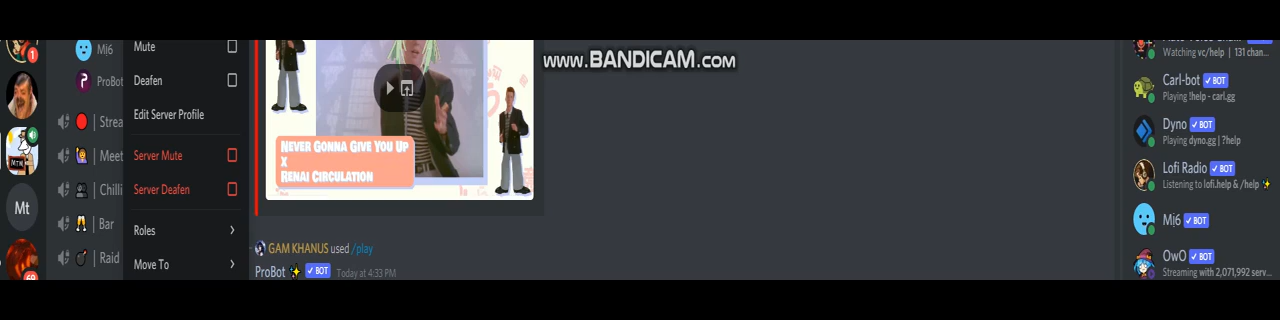 1
Mi6
ProBot
| Strea
| Meet
| Chilli
| Bar
| Raid
MTW
Mt
69
Mute
Deafen
Edit Server Profile
Server Mute
Server Deafen
Roles
Move To
NEVER GONNA GIVE YOU UP
X
RENAI CIRCULATION
WWW.BANDICAM.COM
GAM KHANUS used /play
ProBot ✨ ✓ BOT Today at 4:33 PM
Watching vc/help | 131 chan...
Carl-bot ✓ BOT
Playing !help - carl.gg
Dyno ✓ BOT
Playing dyno.gg | ?help
Lofi Radio ✓ BOT
Listening to lofi.help & /help ✨
Mi6 ✓ BOT
OwO ✓ BOT
Streaming with 2,071,992 serv...